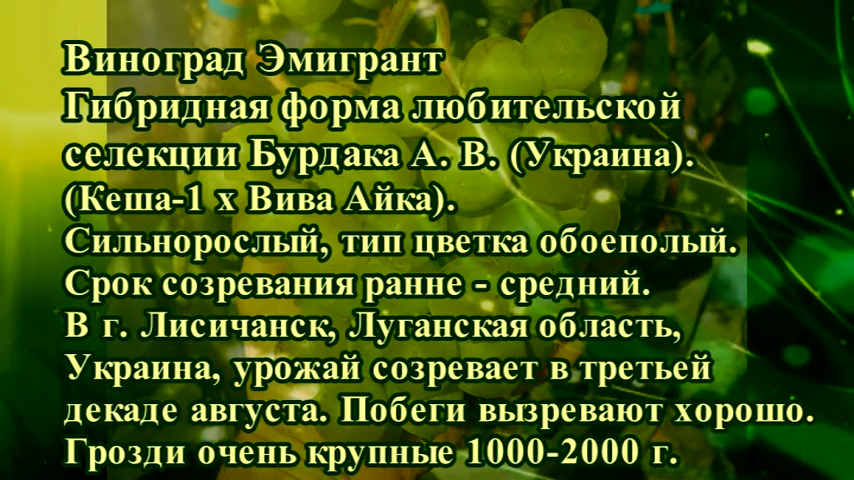 Виноград Эмигрант
Гибридная форма любительской
селекции Бурдака А. В. (Украина).
(Кеша-1 х Вива Айка).
Сильнорослый, тип цветка обоеполый.
Срок созревания ранне - средний.
В г. Лисичанск, Луганская область,
Украина, урожай созревает в третьей
декаде августа. Побеги вызревают хорошо.
Грозди очень крупные 1000-2000 г.